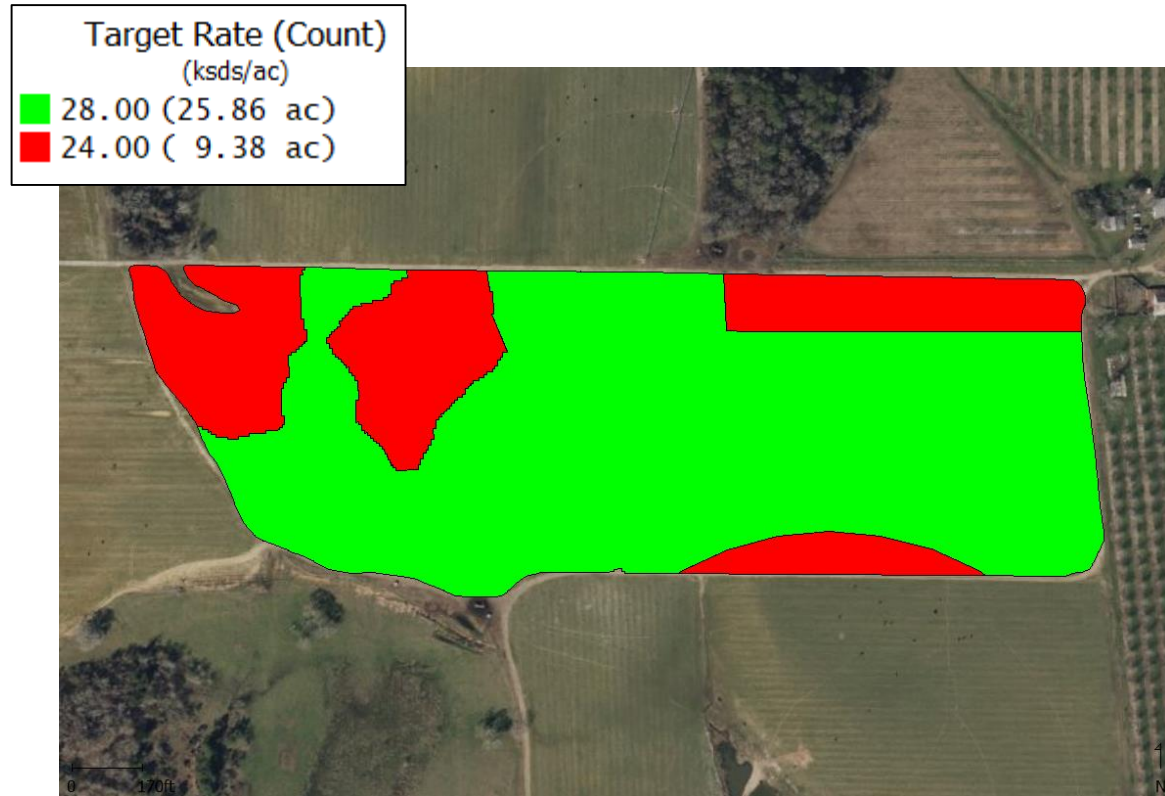 Target Rate (Count)
(ksds/ac)
28.00 (25.86 ac)
24.00 ( 9.38 ac)
0 170ft
N